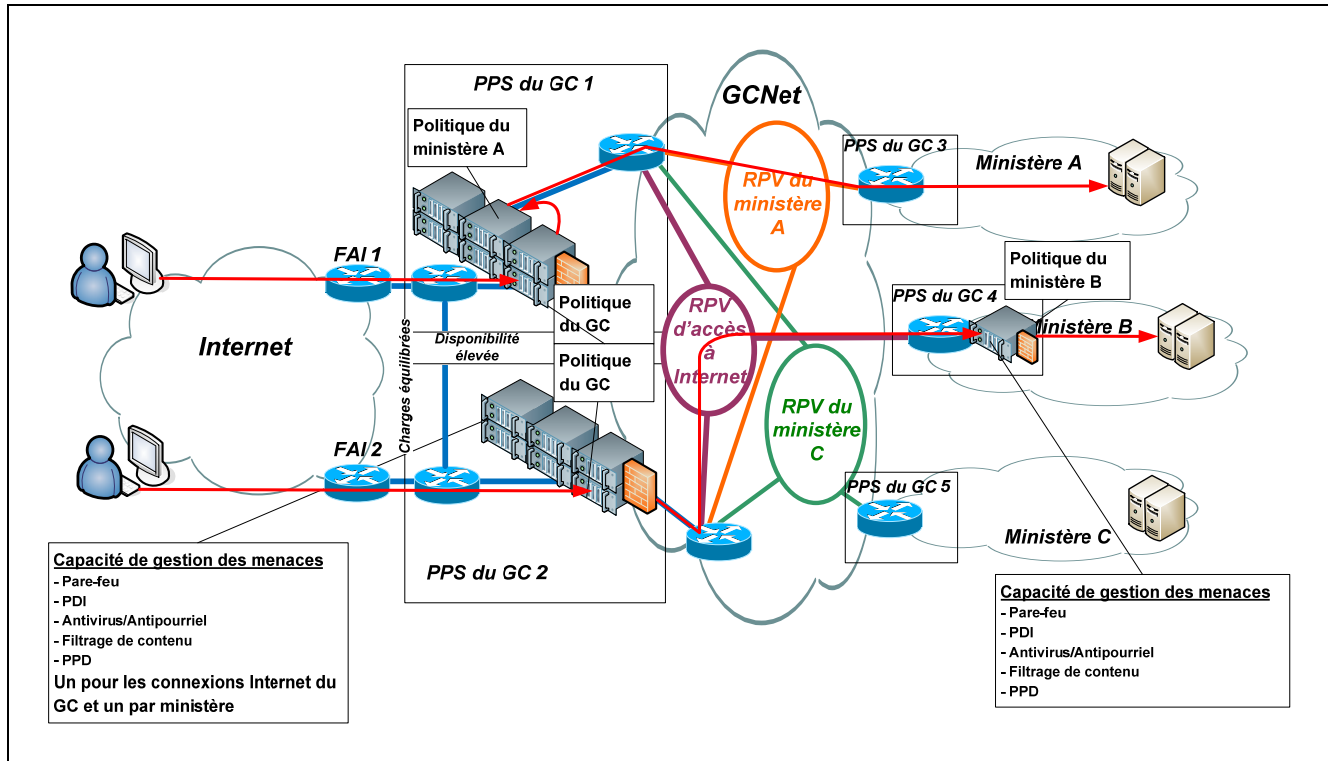 PPS du GC 1
Politique du
ministère A
GCNet
PPS du GC 3
Ministère A
RPV du
ministère
A
FAI 1
Internet
Charges équilibrées
Disponibilité
élevée
Politique
du GC
Politique
du GC
RPV
d'accès
à
Internet
Politique du
ministère B
PPS du GC 4
Ministère B
RPV du
ministère
C
FAI 2
PPS du GC 2
PPS du GC 5
Ministère C
Capacité de gestion des menaces
- Pare-feu
- PDI
- Antivirus/Antipourriel
- Filtrage de contenu
- PPD
Un pour les connexions Internet du
GC et un par ministère
Capacité de gestion des menaces
- Pare-feu
- PDI
- Antivirus/Antipourriel
- Filtrage de contenu
- PPD